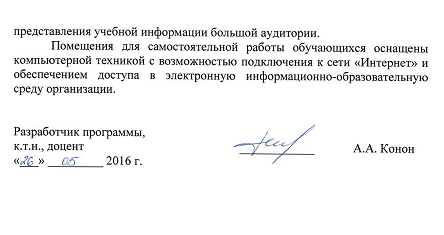 представления учебной информации большой аудитории.
Помещения для самостоятельной работы обучающихся оснащены
компьютерной техникой с возможностью подключения к сети «Интернет» и
обеспечением доступа в электронную информационно-образовательную
среду организации.
Разработчик программы,
к.т.н., доцент
А.А. Конон
«26» 05 2016 г.